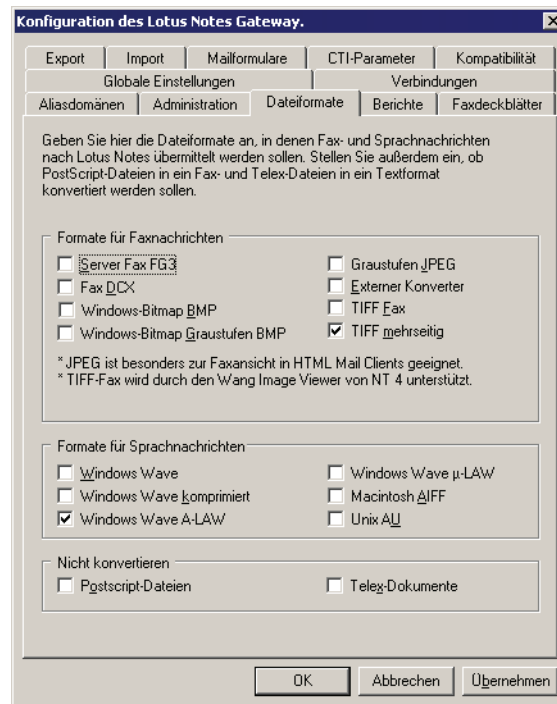 Konfiguration des Lotus Notes Gateway.
Export Import Mailformulare CTI-Parameter Kompatibilität
Globale Einstellungen Verbindungen
Aliasdomänen Administration Dateiformate Berichte Faxdeckblätter
Geben Sie hier die Dateiformate an, in denen Fax- und Sprachnachrichten
nach Lotus Notes übermittelt werden sollen. Stellen Sie außerdem ein, ob
PostScript-Dateien in ein Fax- und Telex-Dateien in ein Textformat
konvertiert werden sollen.
Formate für Faxnachrichten
Server Fax FG3
Fax DCX
Windows-Bitmap BMP
Windows-Bitmap Graustufen BMP
Graustufen JPEG
Externer Konverter
TIFF Fax
TIFF mehrseitig
* JPEG ist besonders zur Faxansicht in HTML Mail Clients geeignet.
* TIFF-Fax wird durch den Wang Image Viewer von NT 4 unterstützt.
Formate für Sprachnachrichten
Windows Wave
Windows Wave komprimiert
Windows Wave A-LAW
Windows Wave µ-LAW
Macintosh AIFF
Unix AU
Nicht konvertieren
Postscript-Dateien
Telex-Dokumente
OK Abbrechen Übernehmen